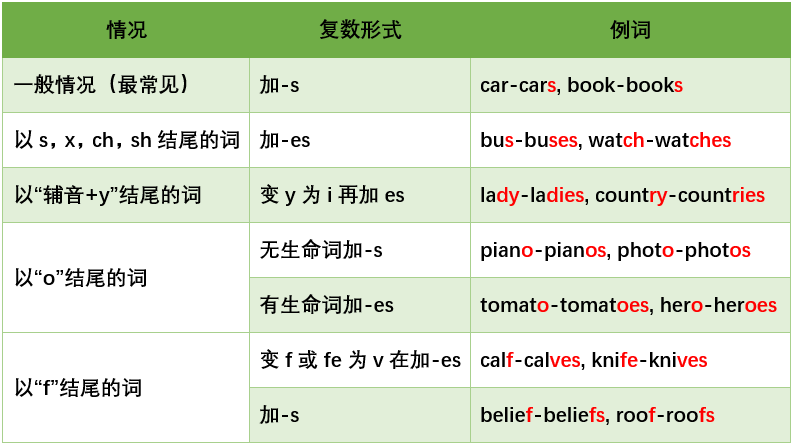 情况 复数形式 例词
一般情况（最常见） 加-s car-cars, book-books
以 s，x，ch，sh 结尾的词 加-es bus-buses, watch-watches
以“辅音+y”结尾的词 变 y 为 i 再加 es lady-ladies, country-countries
以“o”结尾的词
无生命词加-s piano-pianos, photo-photos
有生命词加-es tomato-tomatoes, hero-heroes
以“f”结尾的词
变 f 或 fe 为 v 在加-es calf-calves, knife-knives
加-s belief-beliefs, roof-roofs